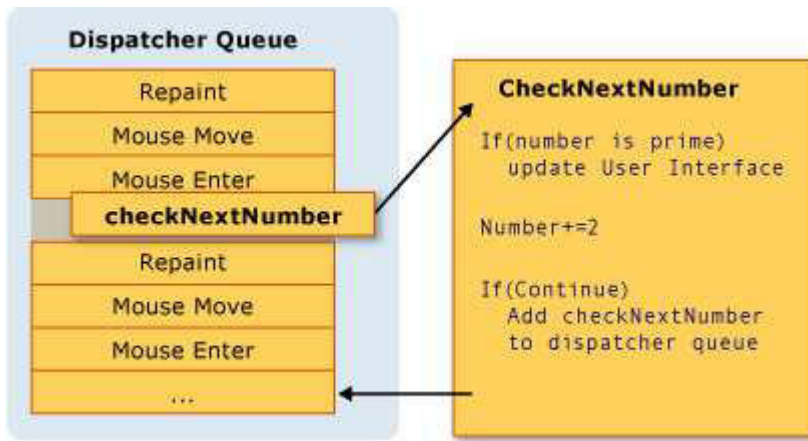 Dispatcher Queue
Repaint
Mouse Move
Mouse Enter
checkNextNumber
Repaint
Mouse Move
Mouse Enter
...
CheckNextNumber
If(number is prime)
update User Interface
Number+=2
If(Continue)
Add checkNextNumber
to dispatcher queue